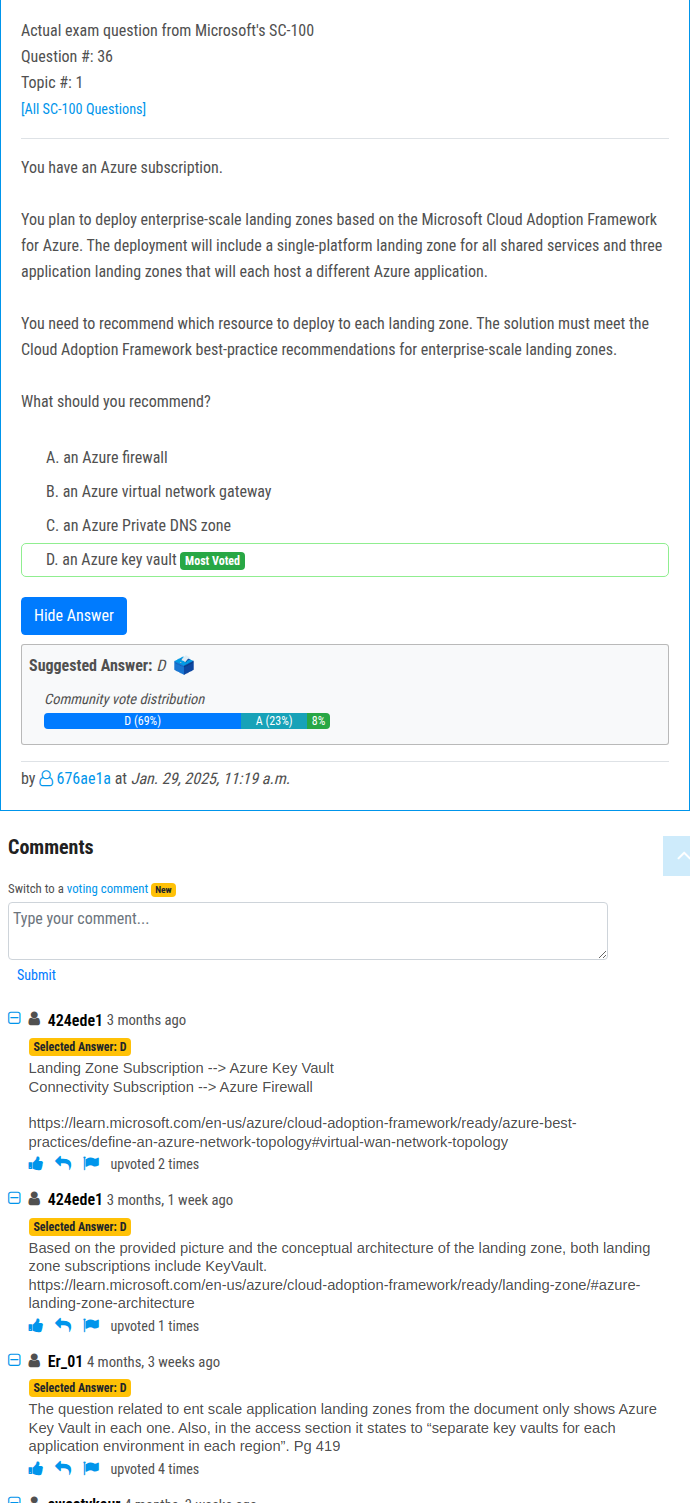 Actual exam question from Microsoft's SC-100
Question #: 36
Topic #: 1
[All SC-100 Questions]
You have an Azure subscription.
You plan to deploy enterprise-scale landing zones based on the Microsoft Cloud Adoption Framework
for Azure. The deployment will include a single-platform landing zone for all shared services and three
application landing zones that will each host a different Azure application.
You need to recommend which resource to deploy to each landing zone. The solution must meet the
Cloud Adoption Framework best-practice recommendations for enterprise-scale landing zones.
What should you recommend?
A. an Azure firewall
B. an Azure virtual network gateway
C. an Azure Private DNS zone
D. an Azure key vault Most Voted
Hide Answer
Suggested Answer: D
Community vote distribution
D (69%) A (23%) 8%
by 676ae1a at Jan. 29, 2025, 11:19 a.m.
Comments
Switch to a voting comment New
Type your comment...
Submit
424ede1 3 months ago
Selected Answer: D
Landing Zone Subscription --> Azure Key Vault
Connectivity Subscription --> Azure Firewall
https://learn.microsoft.com/en-us/azure/cloud-adoption-framework/ready/azure-best-
practices/define-an-azure-network-topology#virtual-wan-network-topology
upvoted 2 times
424ede1 3 months, 1 week ago
Selected Answer: D
Based on the provided picture and the conceptual architecture of the landing zone, both landing
zone subscriptions include KeyVault.
https://learn.microsoft.com/en-us/azure/cloud-adoption-framework/ready/landing-zone/#azure-
landing-zone-architecture
upvoted 1 times
Er_01 4 months, 3 weeks ago
Selected Answer: D
The question related to ent scale application landing zones from the document only shows Azure
Key Vault in each one. Also, in the access section it states to “separate key vaults for each
application environment in each region”. Pg 419
upvoted 4 times